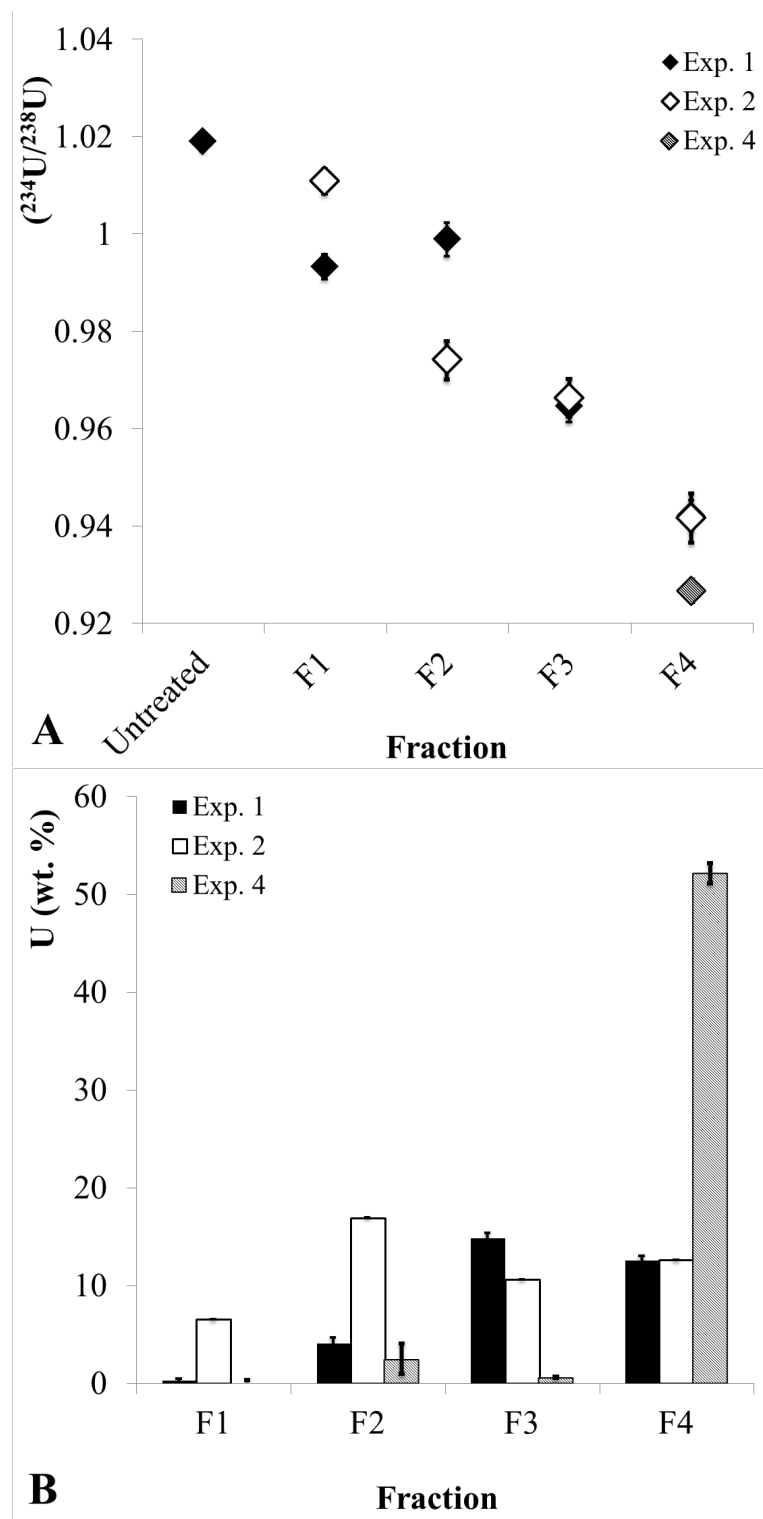 1.04
1.02
1
0.98
0.96
0.94
0.92
(²³⁴U/²³⁸U)
Exp. 1
Exp. 2
Exp. 4
Untreated
F1
F2
F3
F4
Fraction
A
60
50
40
30
20
10
0
U (wt. %)
Exp. 1
Exp. 2
Exp. 4
F1 F2 F3 F4
Fraction
B